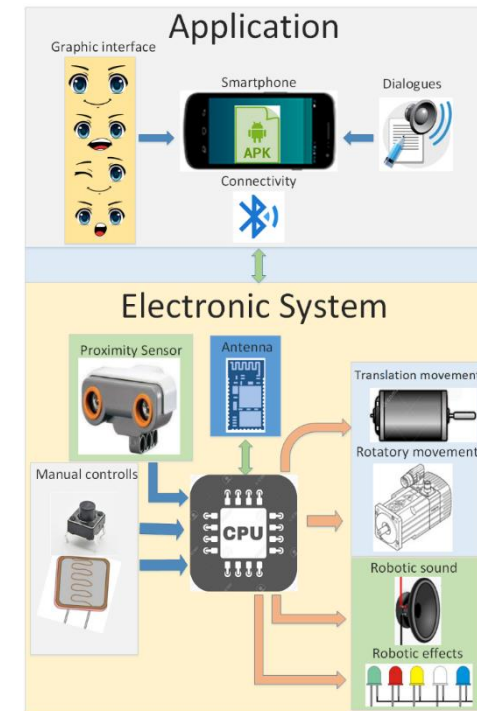 Application
Graphic interface
Smartphone
Dialogues
APK
Connectivity
Electronic System
Proximity Sensor
Antenna
Translation movement
Manual controlls
Rotatory movement
CPU
Robotic sound
Robotic effects